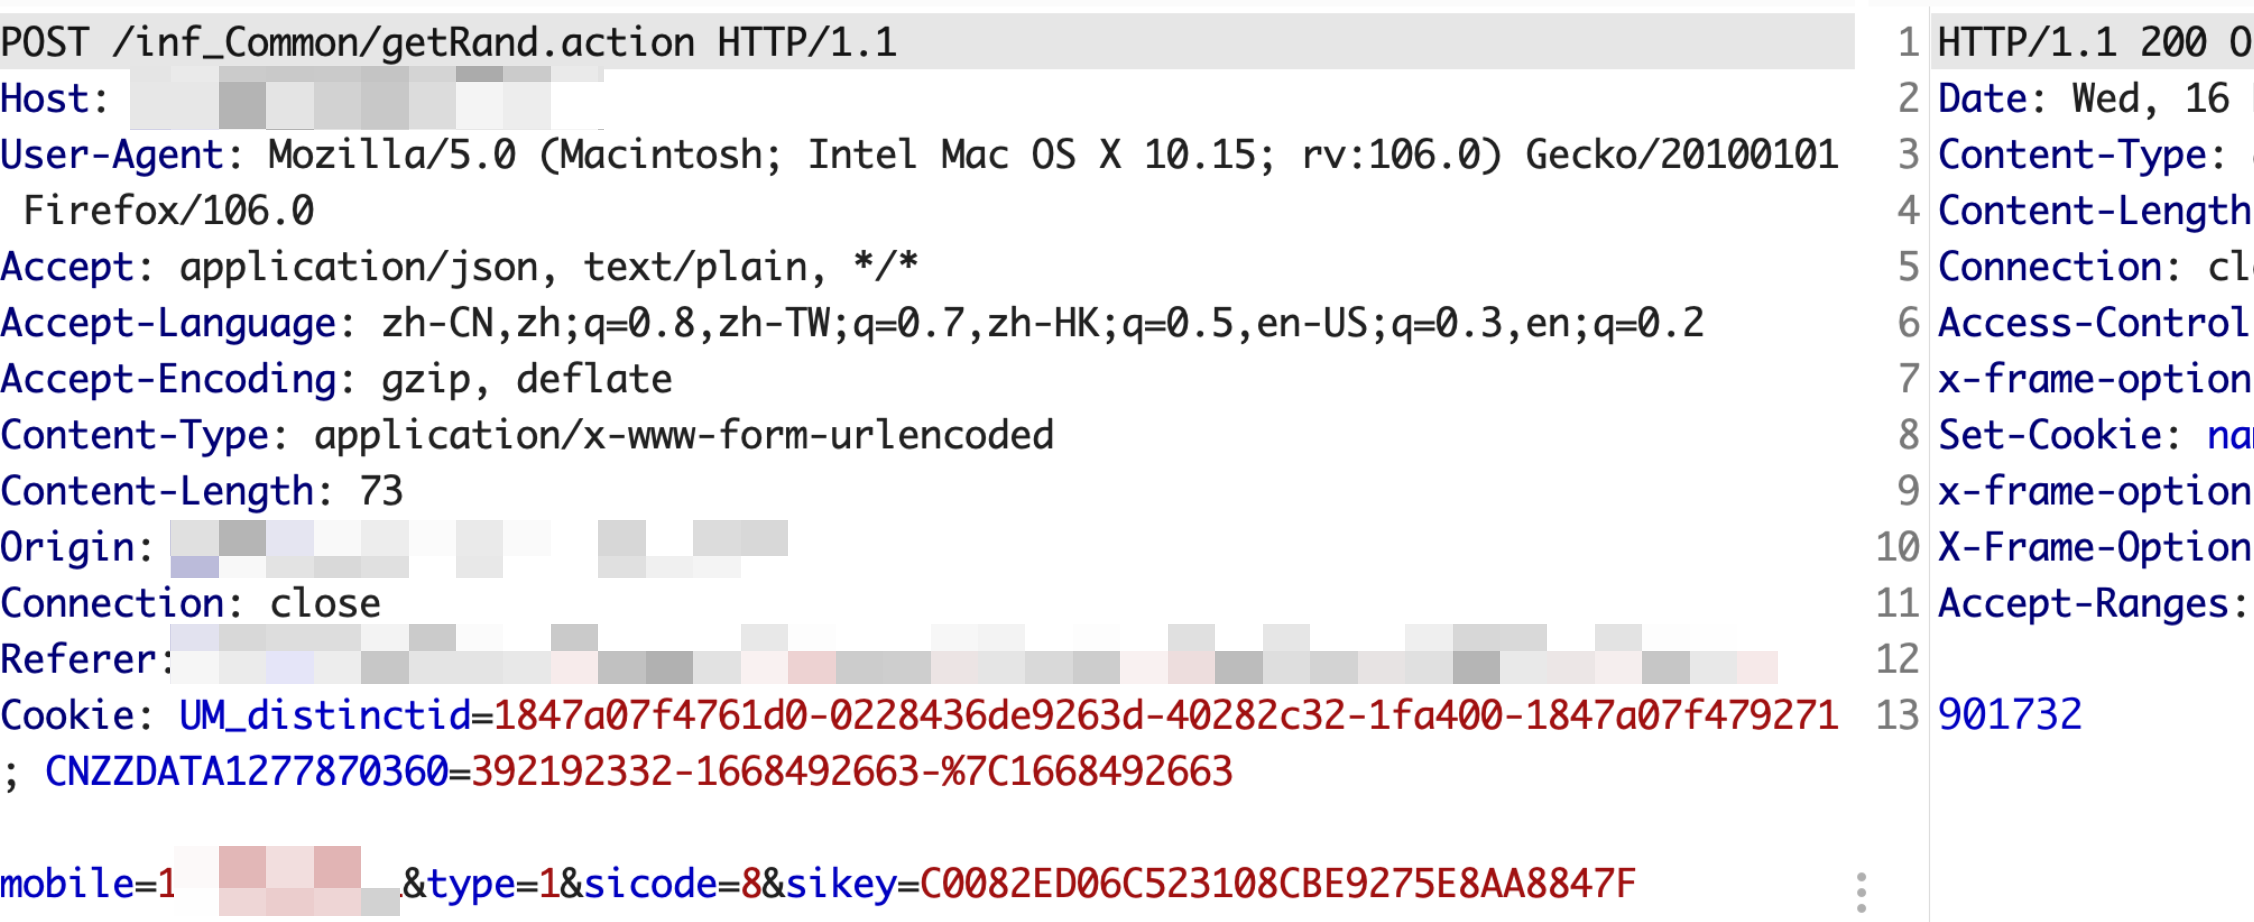 POST /inf_Common/getRand.action HTTP/1.1
Host:
User-Agent: Mozilla/5.0 (Macintosh; Intel Mac OS X 10.15; rv:106.0) Gecko/20100101
Firefox/106.0
Accept: application/json, text/plain, */*
Accept-Language: zh-CN,zh;q=0.8,zh-TW;q=0.7,zh-HK;q=0.5,en-US;q=0.3,en;q=0.2
Accept-Encoding: gzip, deflate
Content-Type: application/x-www-form-urlencoded
Content-Length: 73
Origin:
Connection: close
Referer:
Cookie: UM_distinctid=1847a07f4761d0-0228436de9263d-40282c32-1fa400-1847a07f479271
; CNZZDATA1277870360=392192332-1668492663-%7C1668492663
mobile=1
&type=1&sicode=8&sikey=C0082ED06C523108CBE9275E8AA8847F
1 HTTP/1.1 200 O
2 Date: Wed, 16
3 Content-Type:
4 Content-Length
5 Connection: cl
6 Access-Control
7 x-frame-option
8 Set-Cookie: na
9 x-frame-option
10 X-Frame-Option
11 Accept-Ranges:
12
13 901732